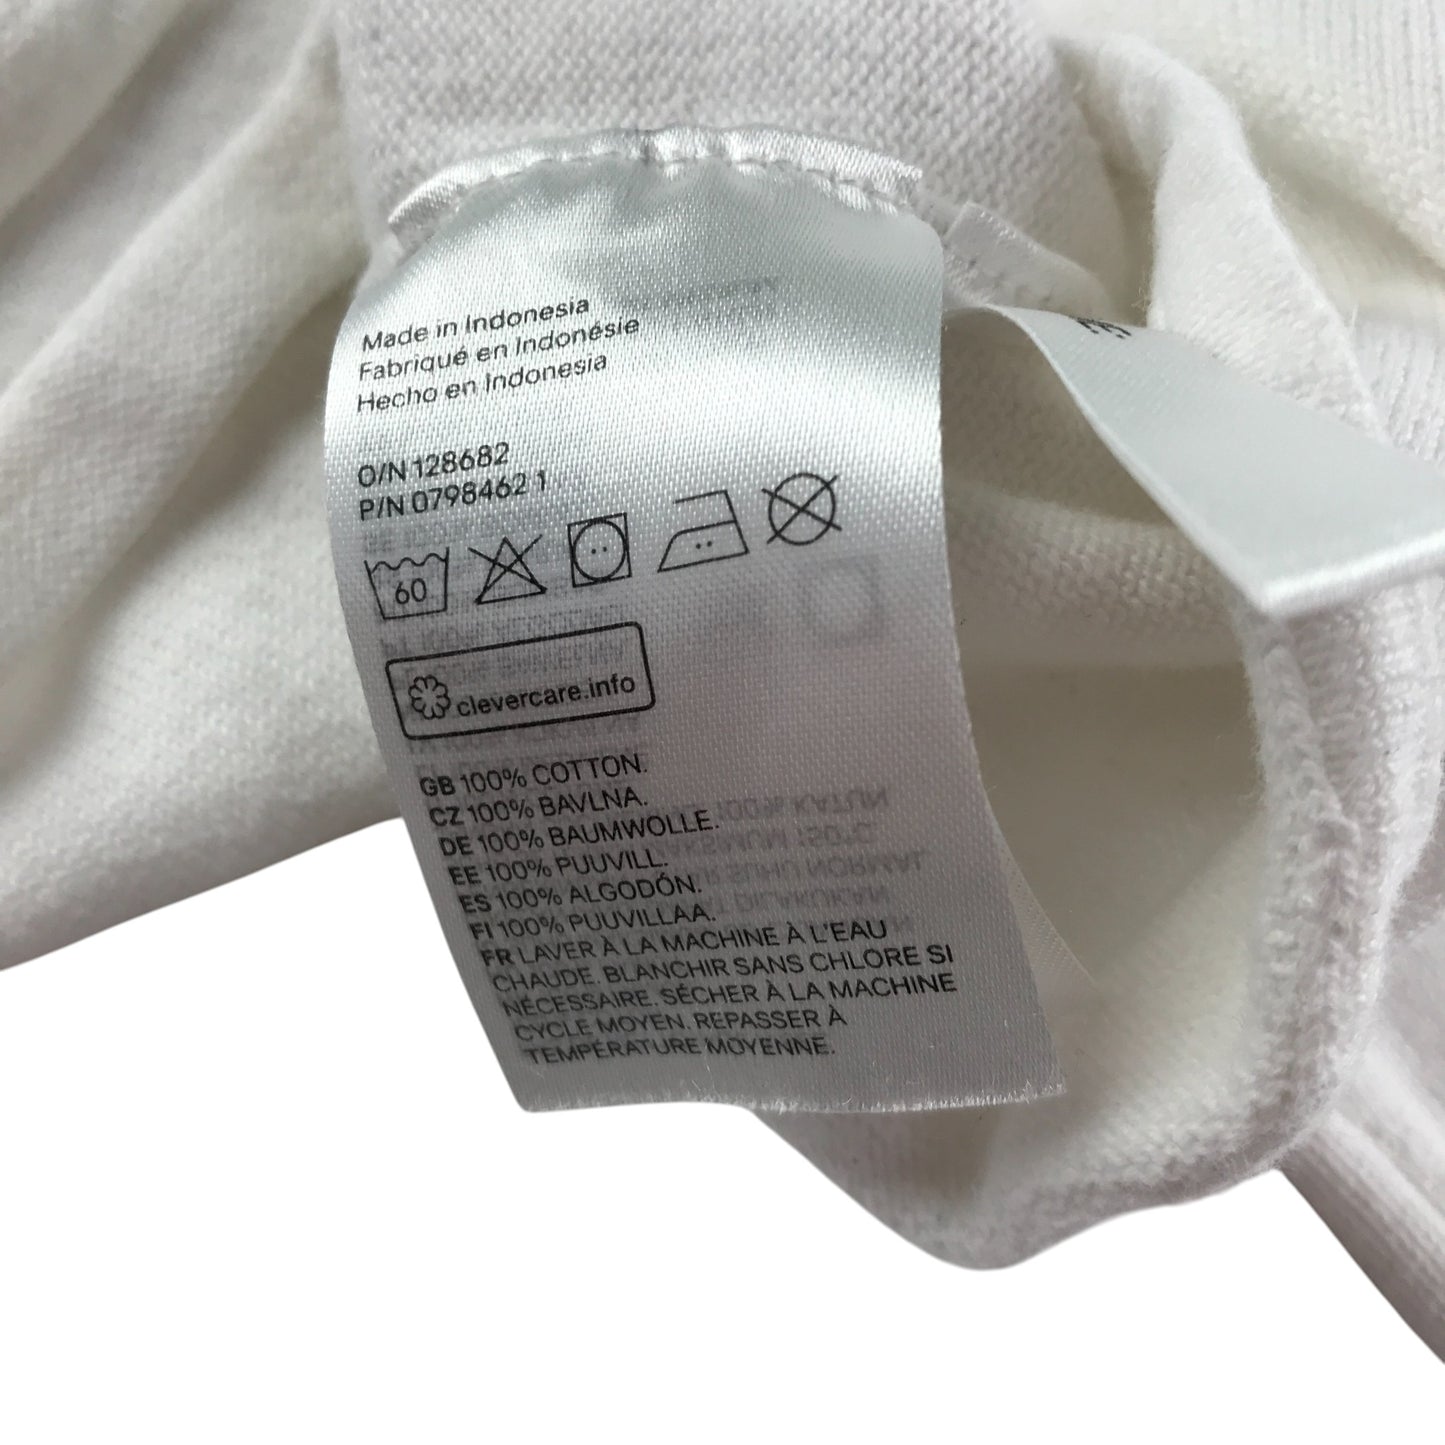 Made in Indonesia
Fabriqué en Indonésie
Hecho en Indonesia
O/N 128682
P/N 0798462 1
60
clevercare.info
GB 100% COTTON.
CZ 100% BAVLNA.
DE 100% BAUMWOLLE.
EE 100% PUUVILL.
ES 100% ALGODÓN.
FI 100% PUUVILLAA.
FR LAVER À LA MACHINE À L'EAU
CHAUDE. BLANCHIR SANS CHLORE SI
NÉCESSAIRE. SÉCHER À LA MACHINE
CYCLE MOYEN. REPASSER À
TEMPÉRATURE MOYENNE.